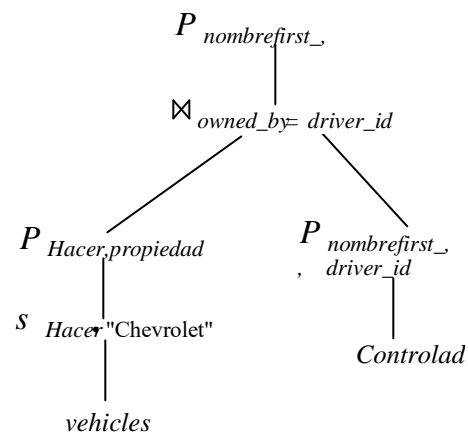 P nombrefirst_,
⋈ owned_by= driver_id
P Hacer,propiedad
P nombrefirst_,
, driver_id
s Hacer "Chevrolet"
Controlad
vehicles